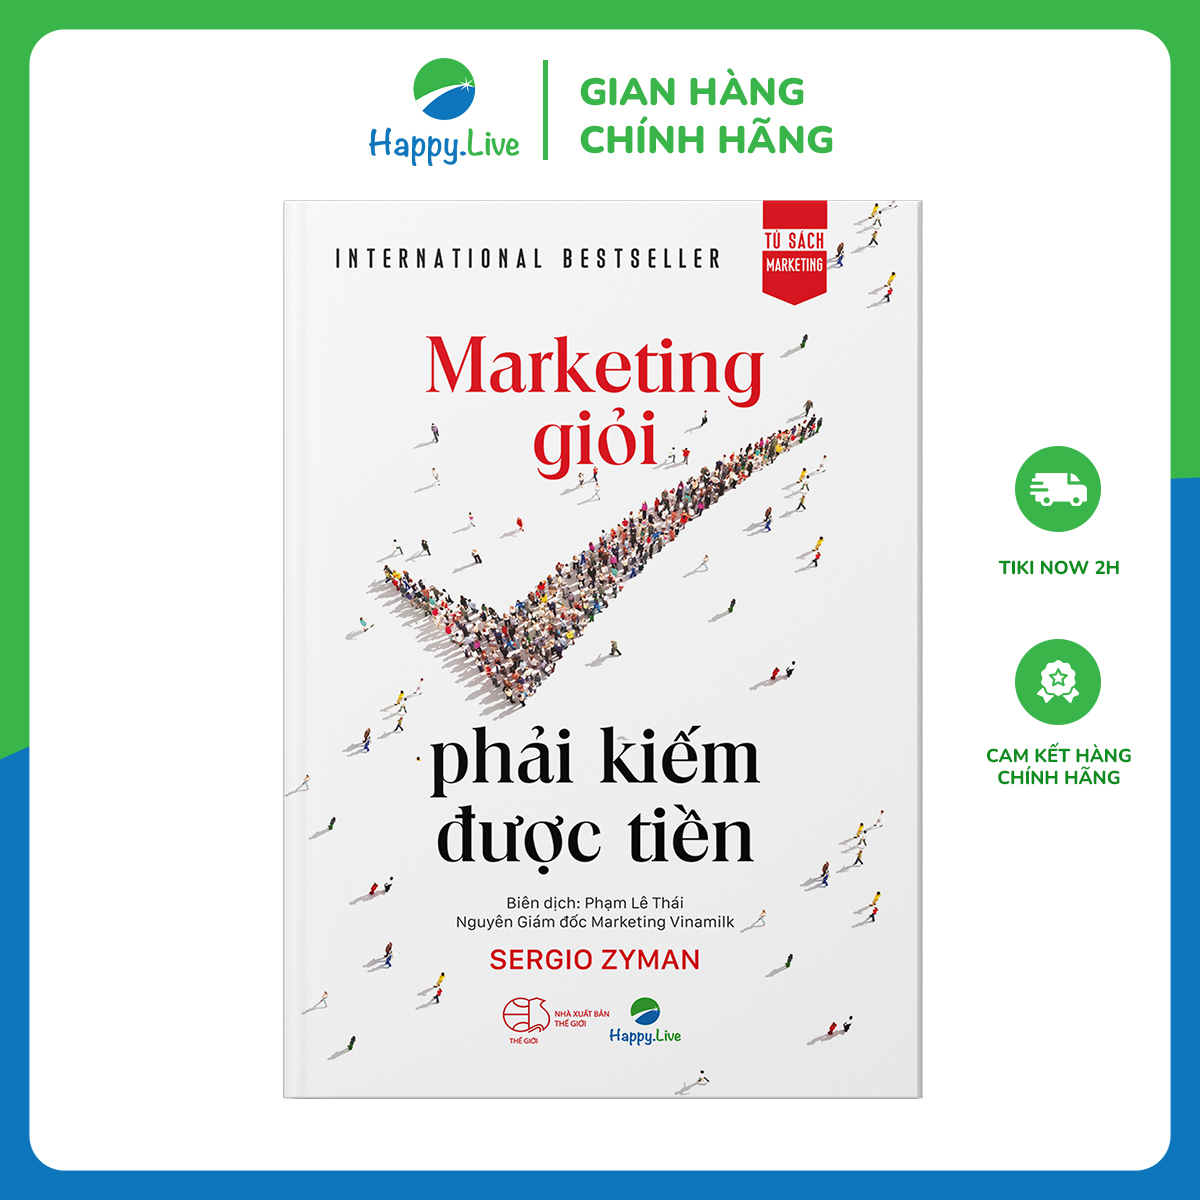 Happy.Live
GIAN HÀNG
CHÍNH HÃNG
INTERNATIONAL BESTSELLER
TỦ SÁCH
MARKETING
Marketing
giỏi
phải kiếm
được tiền
Biên dịch: Phạm Lê Thái
Nguyên Giám đốc Marketing Vinamilk
SERGIO ZYMAN
THẾ GIỚI
NHÀ XUẤT BẢN
THẾ GIỚI
Happy.Live
TIKI NOW 2H
CAM KẾT HÀNG
CHÍNH HÃNG